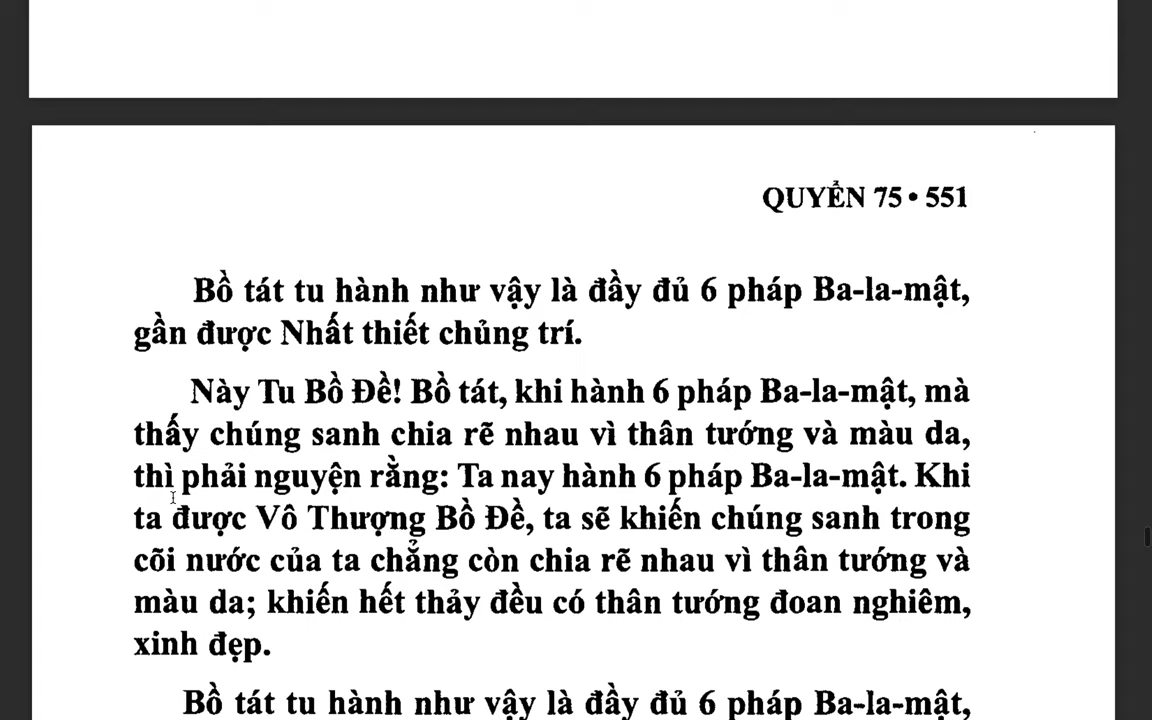 QUYỂN 75 • 551
Bồ tát tu hành như vậy là đầy đủ 6 pháp Ba-la-mật,
gần được Nhất thiết chủng trí.
Này Tu Bồ Đề! Bồ tát, khi hành 6 pháp Ba-la-mật, mà
thấy chúng sanh chia rẽ nhau vì thân tướng và màu da,
thì phải nguyện rằng: Ta nay hành 6 pháp Ba-la-mật. Khi
ta được Vô Thượng Bồ Đề, ta sẽ khiến chúng sanh trong
cõi nước của ta chẳng còn chia rẽ nhau vì thân tướng và
màu da; khiến hết thảy đều có thân tướng đoan nghiêm,
xinh đẹp.
Bồ tát tu hành như vậy là đầy đủ 6 pháp Ba-la-mật,